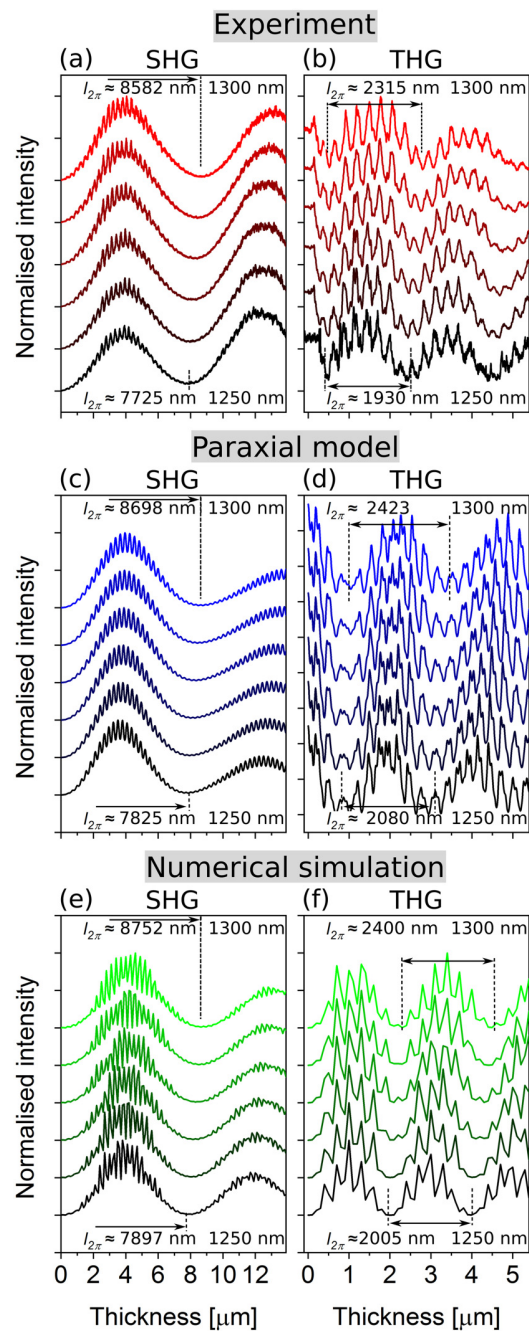 Experiment
(a) SHG (b) THG
l2π ≈ 8582 nm 1300 nm l2π ≈ 2315 nm 1300 nm
Normalised intensity
l2π ≈ 7725 nm 1250 nm l2π ≈ 1930 nm 1250 nm
Paraxial model
(c) SHG (d) THG
l2π ≈ 8698 nm 1300 nm l2π ≈ 2423 1300 nm
Normalised intensity
l2π ≈ 7825 nm 1250 nm l2π ≈ 2080 nm 1250 nm
Numerical simulation
(e) SHG (f) THG
l2π ≈ 8752 nm 1300 nm l2π ≈ 2400 nm 1300 nm
Normalised intensity
l2π ≈ 7897 nm 1250 nm l2π ≈ 2005 nm 1250 nm
0 2 4 6 8 10 12 0 1 2 3 4 5
Thickness [μm] Thickness [μm]